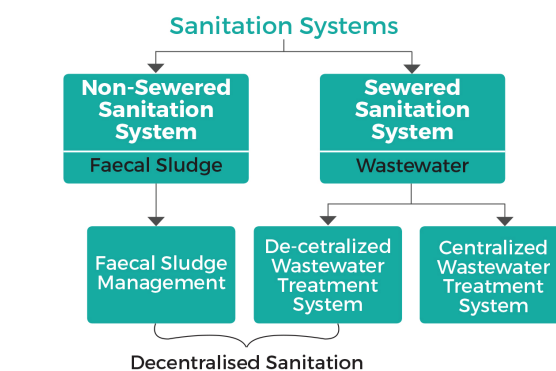 Sanitation Systems
Non-Sewered
Sanitation
System
Faecal Sludge
Sewered
Sanitation
System
Wastewater
Faecal Sludge
Management
De-cetralized
Wastewater
Treatment
System
Centralized
Wastewater
Treatment
System
Decentralised Sanitation